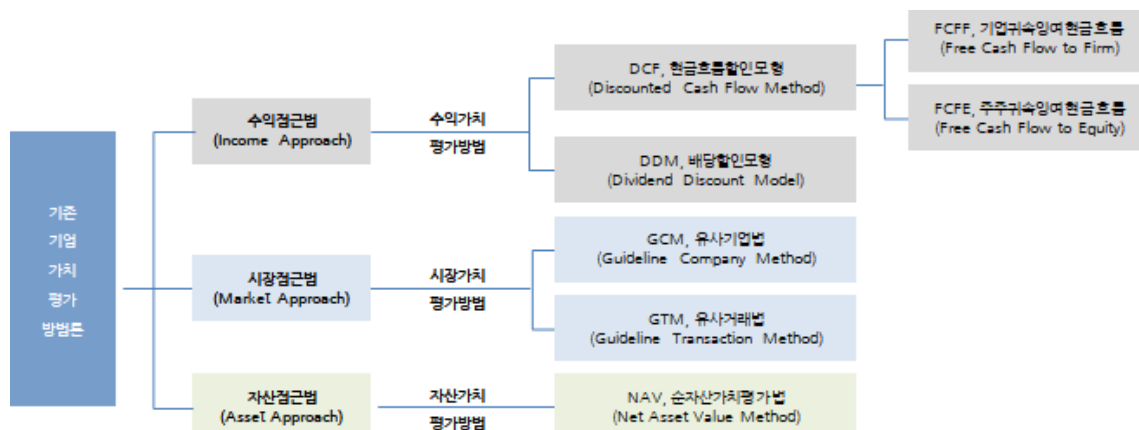 기존
기업
가치
평가
방법론
수익접근법
(Income Approach)
수익가치
평가방법
DCF, 현금흐름할인모형
(Discounted Cash Flow Method)
FCFF, 기업귀속잉여현금흐름
(Free Cash Flow to Firm)
FCFE, 주주귀속잉여현금흐름
(Free Cash Flow to Equity)
DDM, 배당할인모형
(Dividend Discount Model)
시장접근법
(Market Approach)
시장가치
평가방법
GCM, 유사기업법
(Guideline Company Method)
GTM, 유사거래법
(Guideline Transaction Method)
자산접근법
(Asset Approach)
자산가치
평가방법
NAV, 순자산가치평가법
(Net Asset Value Method)